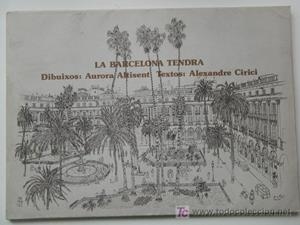 LA BARCELONA TENDRA
Dibuixos: Aurora Altisent Textos: Alexandre Cirici
www.todocoleccion.net